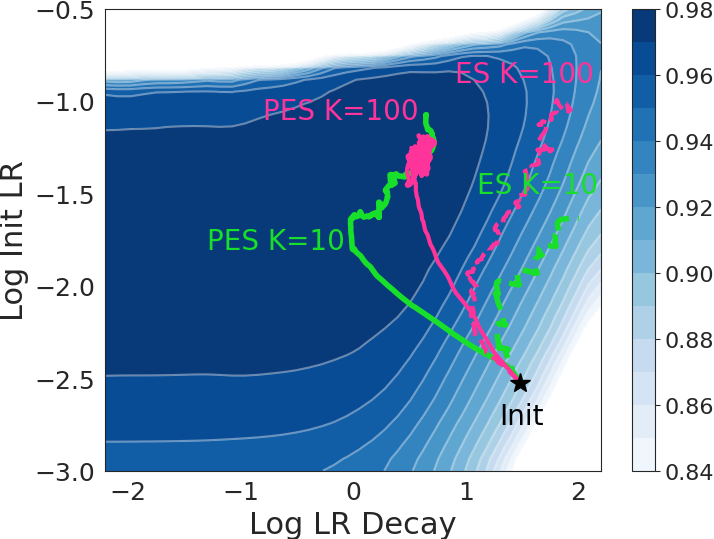 −0.5
−1.0
−1.5
−2.0
−2.5
−3.0
Log Init LR
−2
−1
0
1
2
Log LR Decay
ES K=100
PES K=100
ES K=10
PES K=10
Init
0.98
0.96
0.94
0.92
0.90
0.88
0.86
0.84